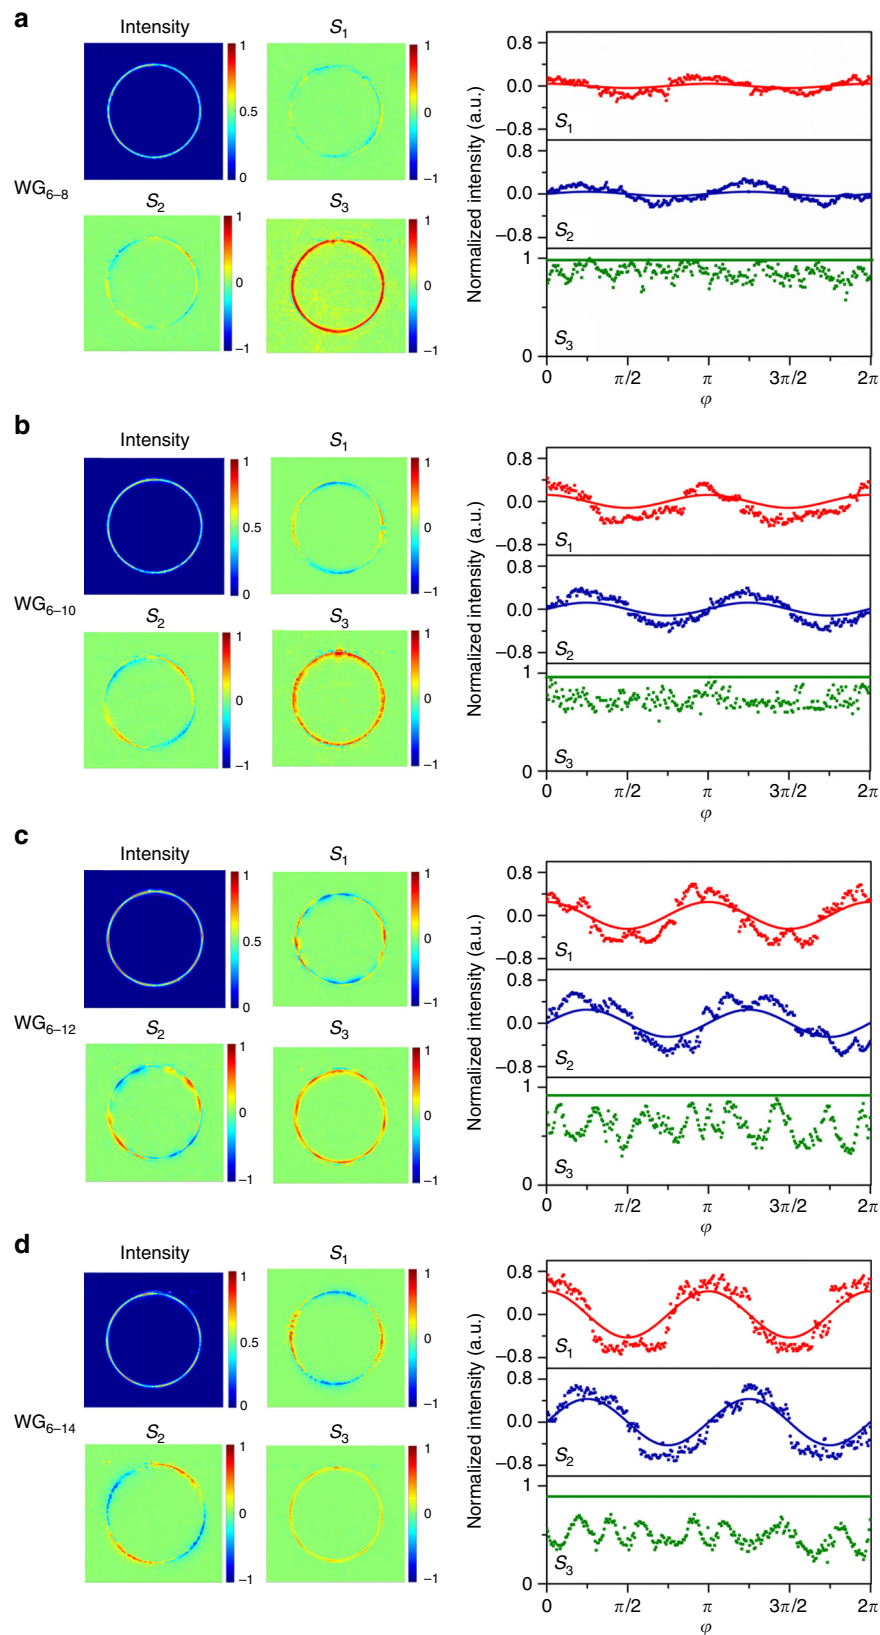 a
Intensity
S1
1
0.5
0
1
0
−1
WG6–8
S2
S3
1
0
−1
1
0
−1
Normalized intensity (a.u.)
0.8
0.0
−0.8
S1
0.8
0.0
−0.8
S2
1
0
S3
0
π/2
π
3π/2
2π
φ
b
Intensity
S1
1
0.5
0
1
0
−1
WG6–10
S2
S3
1
0
−1
1
0
−1
Normalized intensity (a.u.)
0.8
0.0
−0.8
S1
0.8
0.0
−0.8
S2
1
0
S3
0
π/2
π
3π/2
2π
φ
c
Intensity
S1
1
0.5
0
1
0
−1
WG6–12
S2
S3
1
0
−1
1
0
−1
Normalized intensity (a.u.)
0.8
0.0
−0.8
S1
0.8
0.0
−0.8
S2
1
0
S3
0
π/2
π
3π/2
2π
φ
d
Intensity
S1
1
0.5
0
1
0
−1
WG6–14
S2
S3
1
0
−1
1
0
−1
Normalized intensity (a.u.)
0.8
0.0
−0.8
S1
0.8
0.0
−0.8
S2
1
0
S3
0
π/2
π
3π/2
2π
φ